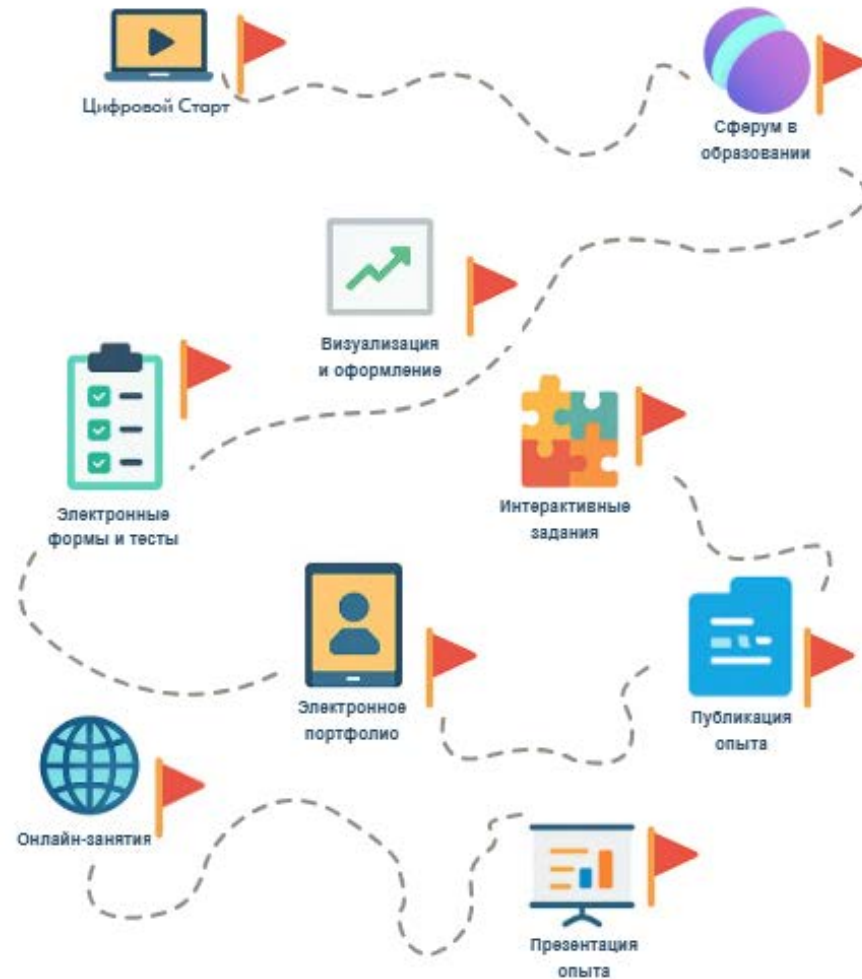 Цифровой Старт
Сферум в
образовании
Визуализация
и оформление
Электронные
формы и тесты
Интерактивные
задания
Электронное
портфолио
Публикация
опыта
Онлайн-занятия
Презентация
опыта